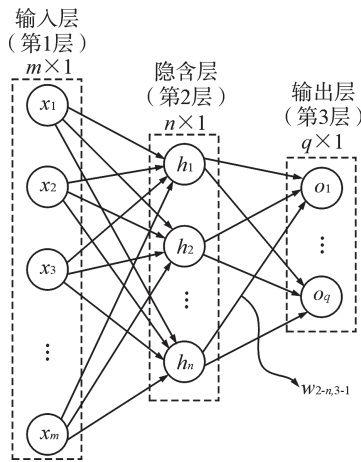 输入层
（第1层）
m×1
x1
x2
x3
⋮
xm
隐含层
（第2层）
n×1
h1
h2
⋮
hn
输出层
（第3层）
q×1
o1
⋮
oq
w2-n,3-1